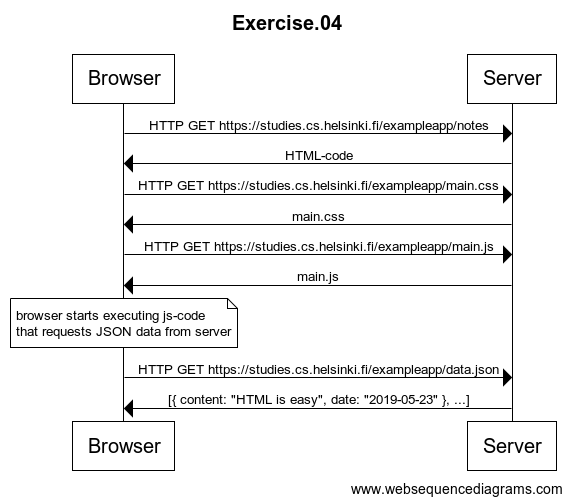 Exercise.04
Browser
Server
HTTP GET https://studies.cs.helsinki.fi/exampleapp/notes
HTML-code
HTTP GET https://studies.cs.helsinki.fi/exampleapp/main.css
main.css
HTTP GET https://studies.cs.helsinki.fi/exampleapp/main.js
main.js
browser starts executing js-code
that requests JSON data from server
HTTP GET https://studies.cs.helsinki.fi/exampleapp/data.json
[{ content: "HTML is easy", date: "2019-05-23" }, ...]
Browser
Server
www.websequencediagrams.com